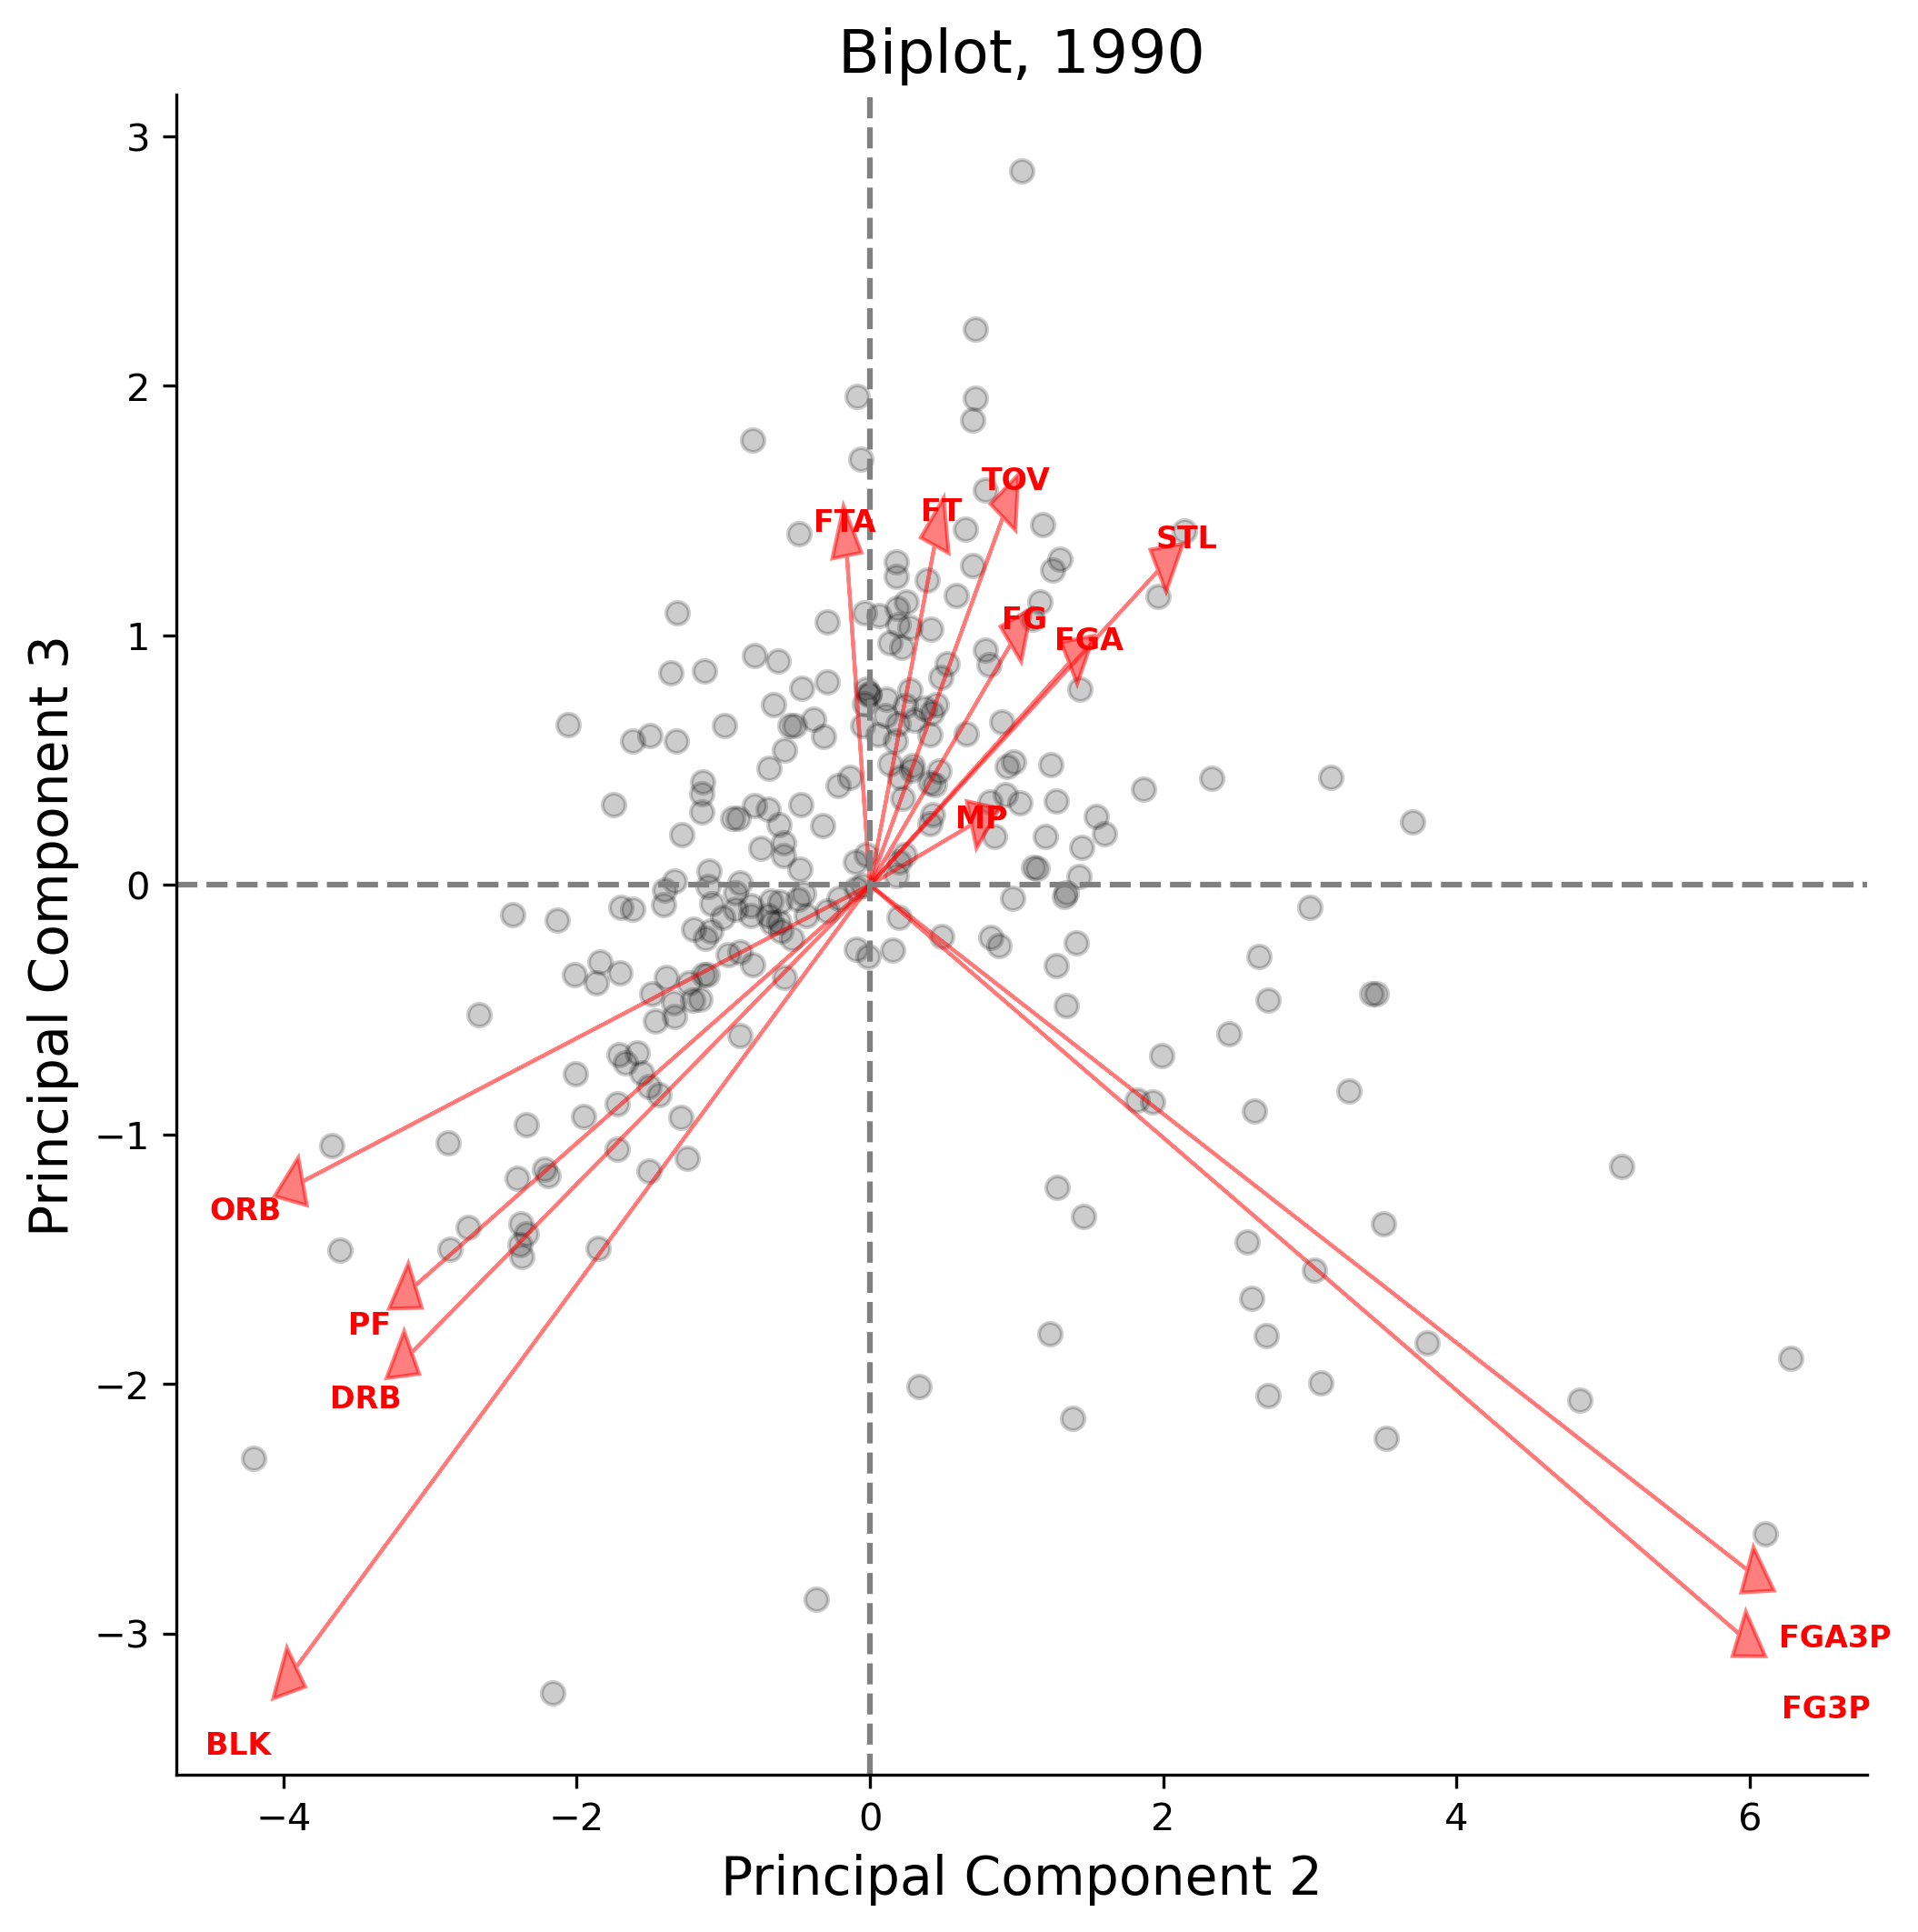 Biplot, 1990
Principal Component 3
3
2
1
0
−1
−2
−3
TOV
FT
FTA
STL
FG
FGA
MP
ORB
PF
DRB
FGA3P
FG3P
BLK
−4
−2
0
2
4
6
Principal Component 2